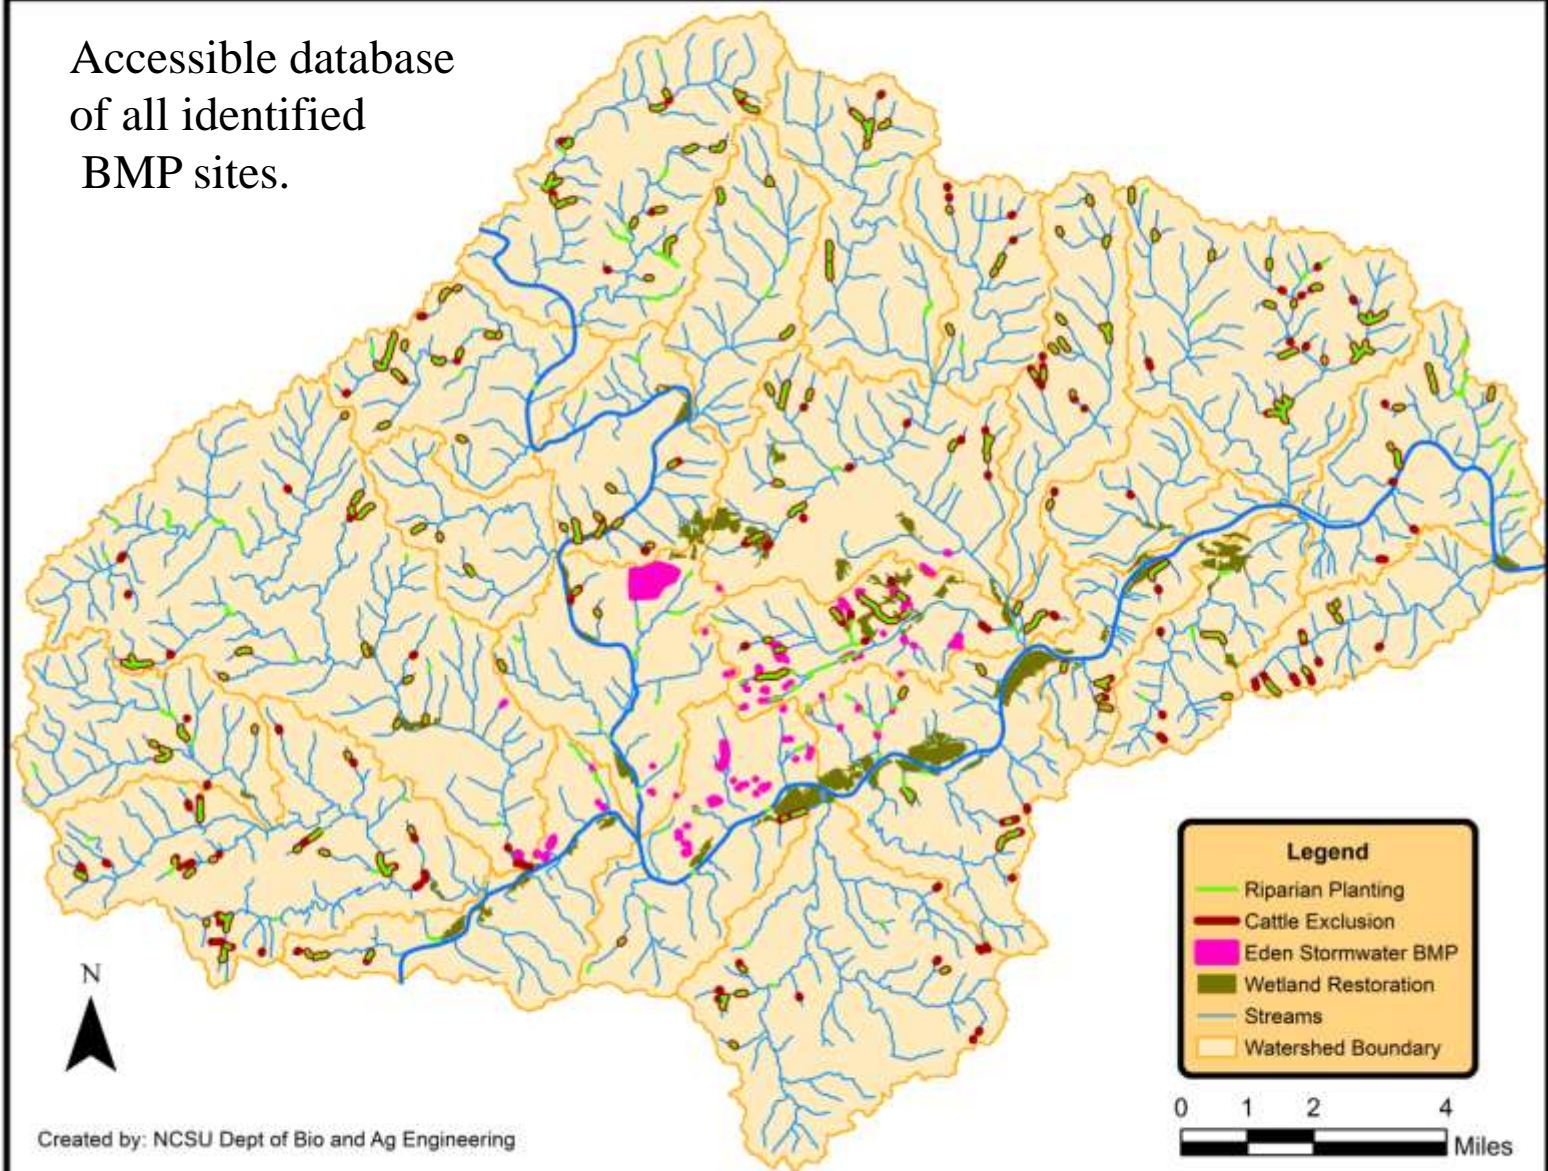 Accessible database
of all identified
BMP sites.
Legend
Riparian Planting
Cattle Exclusion
Eden Stormwater BMP
Wetland Restoration
Streams
Watershed Boundary
N
0 1 2 4
Miles
Created by: NCSU Dept of Bio and Ag Engineering